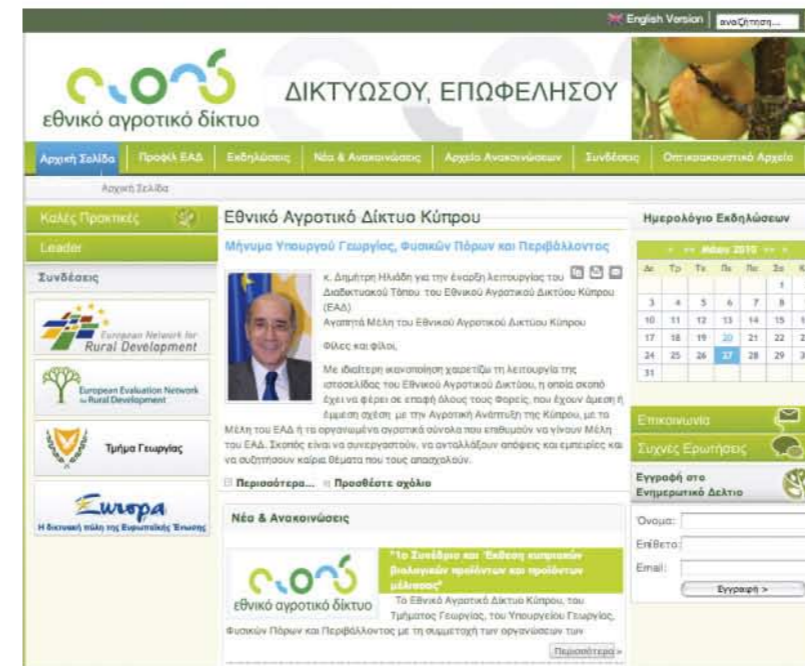 English Version
αναζήτηση...
εθνικό αγροτικό δίκτυο
ΔΙΚΤΥΩΣΟΥ, ΕΠΩΦΕΛΗΣΟΥ
Αρχική Σελίδα
Προφίλ ΕΑΔ
Εκδηλώσεις
Νέα & Ανακοινώσεις
Αρχείο Ανακοινώσεων
Συνδέσεις
Οπτικοακουστικό Αρχείο
Αρχική Σελίδα
Καλές Πρακτικές
Leader
Συνδέσεις
European Network for
Rural Development
European Evaluation Network
for Rural Development
Τμήμα Γεωργίας
Ευρωπα
Η δικτυακή πύλη της Ευρωπαϊκής Ένωσης
Εθνικό Αγροτικό Δίκτυο Κύπρου
Μήνυμα Υπουργού Γεωργίας, Φυσικών Πόρων και Περιβάλλοντος
κ. Δημήτρη Ηλιάδη για την έναρξη λειτουργίας του
Διαδικτυακού Τόπου του Εθνικού Αγροτικού Δικτύου Κύπρου
(ΕΑΔ)
Αγαπητά Μέλη του Εθνικού Αγροτικού Δικτύου Κύπρου
Φίλες και φίλοι,
Με ιδιαίτερη ικανοποίηση χαιρετίζω τη λειτουργία της
ιστοσελίδας του Εθνικού Αγροτικού Δικτύου, η οποία σκοπό
έχει να φέρει σε επαφή όλους τους Φορείς, που έχουν άμεση ή
έμμεση σχέση με την Αγροτική Ανάπτυξη της Κύπρου, με τα
Μέλη του ΕΑΔ ή τα οργανωμένα αγροτικά σύνολα που επιθυμούν να γίνουν Μέλη
του ΕΑΔ. Σκοπός είναι να συνεργαστούν, να ανταλλάξουν απόψεις και εμπειρίες και
να συζητήσουν καίρια θέματα που τους απασχολούν.
Περισσότερα...
Προσθέστε σχόλιο
Νέα & Ανακοινώσεις
εθνικό αγροτικό δίκτυο
"1ο Συνέδριο και Έκθεση κυπριακών
βιολογικών προϊόντων και προϊόντων
μέλισσας"
Το Εθνικό Αγροτικό Δίκτυο Κύπρου, του
Τμήματος Γεωργίας, του Υπουργείου Γεωργίας,
Φυσικών Πόρων και Περιβάλλοντος με τη συμμετοχή των οργανώσεων των
Περισσότερα »
Ημερολόγιο Εκδηλώσεων
Μάιος 2010
Δε Τρ Τε Πε Πα Σα
1
3 4 5 6 7 8
10 11 12 13 14 15
17 18 19 20 21 22
24 25 26 27 28 29
31
Επικοινωνία
Συχνές Ερωτήσεις
Εγγραφή στο
Ενημερωτικό Δελτίο
Όνομα:
Επίθετο:
Email:
Εγγραφή >